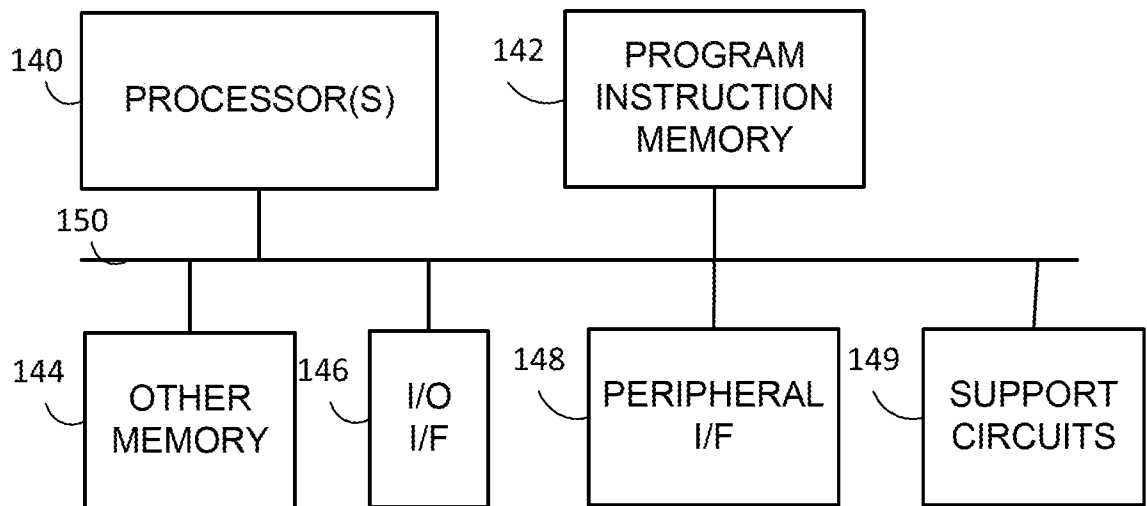 140
PROCESSOR(S)
142
PROGRAM
INSTRUCTION
MEMORY
150
144
OTHER
MEMORY
146
I/O
I/F
148
PERIPHERAL
I/F
149
SUPPORT
CIRCUITS